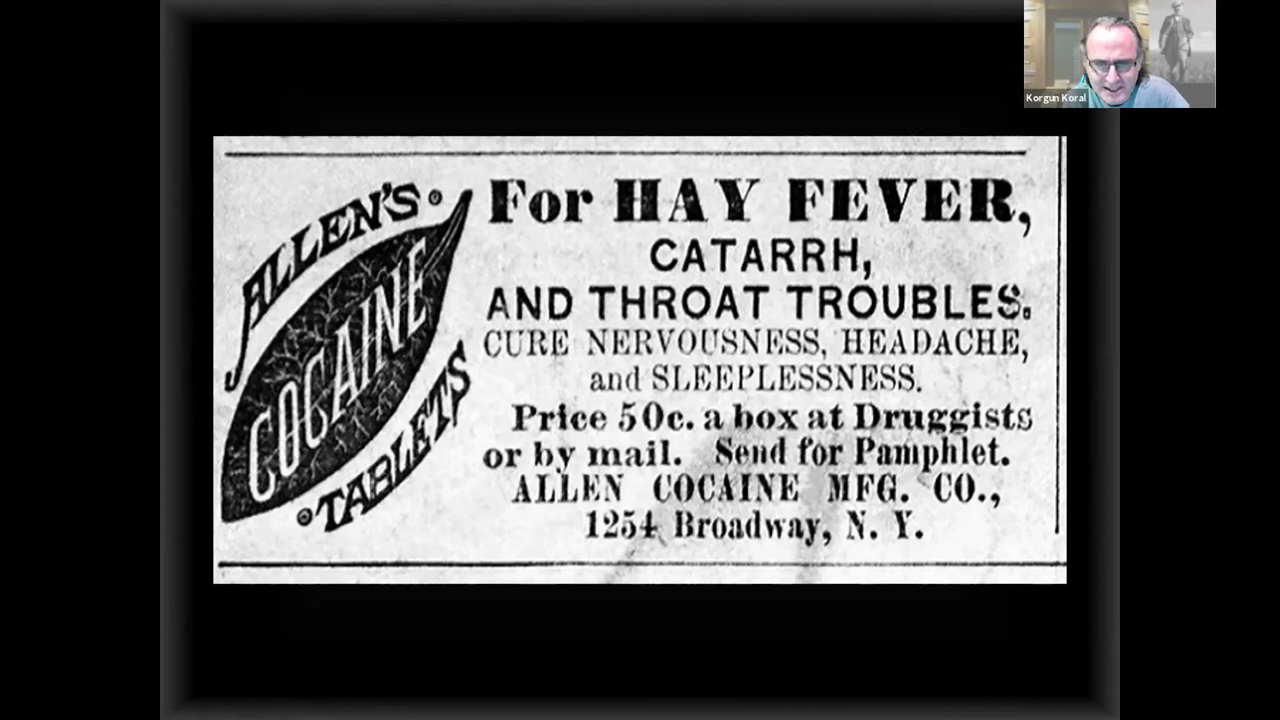 Korgun Koral
ALLEN'S
COCAINE
TABLETS
For HAY FEVER,
CATARRH,
AND THROAT TROUBLES.
CURE NERVOUSNESS, HEADACHE,
and SLEEPLESSNESS.
Price 50c. a box at Druggists
or by mail. Send for Pamphlet.
ALLEN COCAINE MFG. CO.,
1254 Broadway, N. Y.